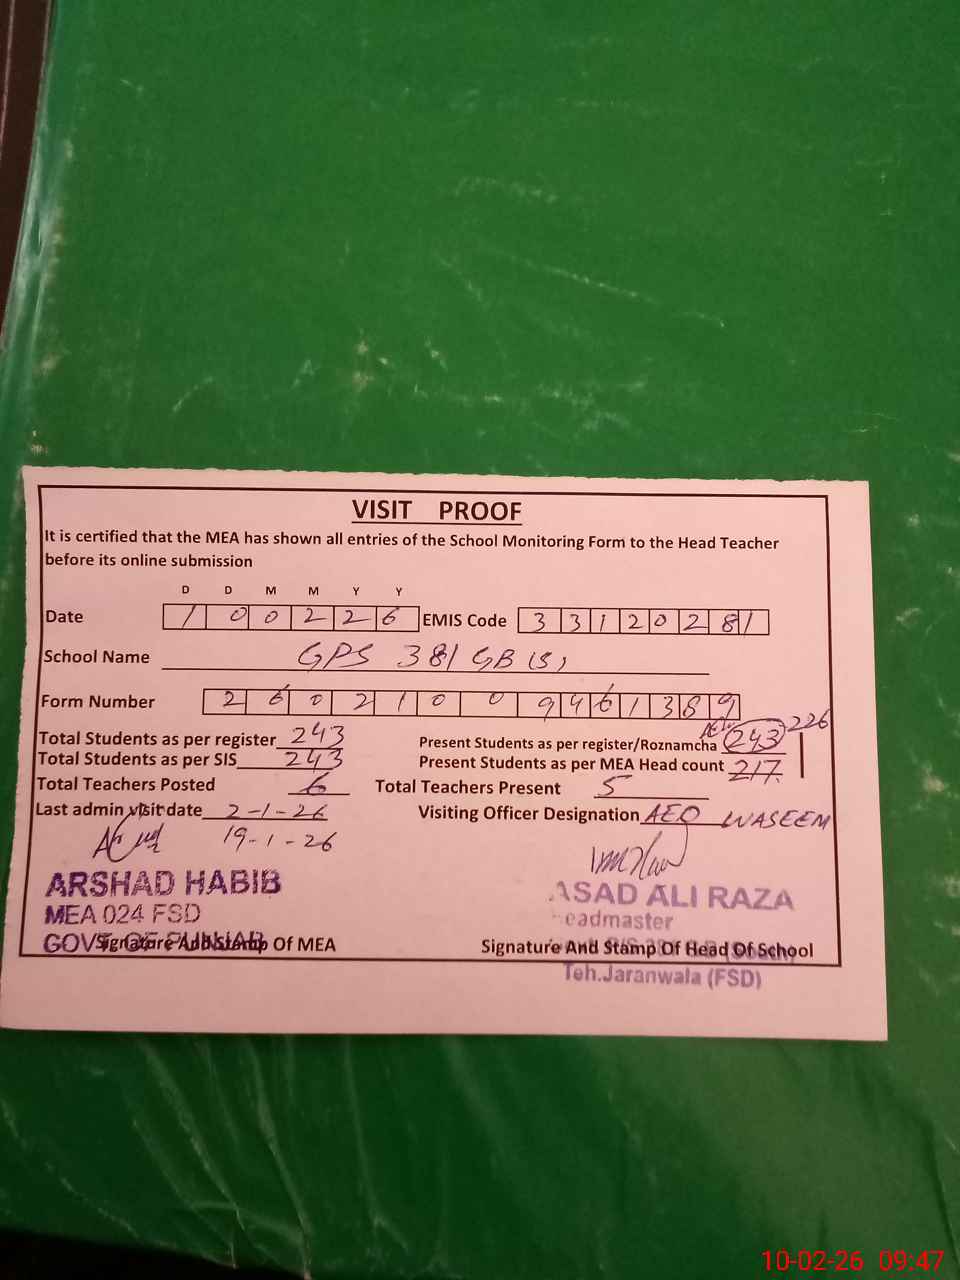 VISIT PROOF
It is certified that the MEA has shown all entries of the School Monitoring Form to the Head Teacher
before its online submission
D D M M Y Y
Date 1 0 0 2 2 6 EMIS Code 3 3 1 2 0 2 8 1
School Name GPS 381 GB (S)
Form Number 2 6 0 2 1 0 0 9 4 6 1 3 8 9
Total Students as per register 243 Present Students as per register/Roznamcha 243 226
Total Students as per SIS 243 Present Students as per MEA Head count 217
Total Teachers Posted 6 Total Teachers Present 5
Last admin visit date 2-1-26 Visiting Officer Designation AEO WASEEM
19-1-26
ARSHAD HABIB
MEA 024 FSD
GOVT. OF PUNJAB
Signature And Stamp Of MEA
ASAD ALI RAZA
eadmaster
Signature And Stamp Of Head Of School
Teh.Jaranwala (FSD)
10-02-26 09:47